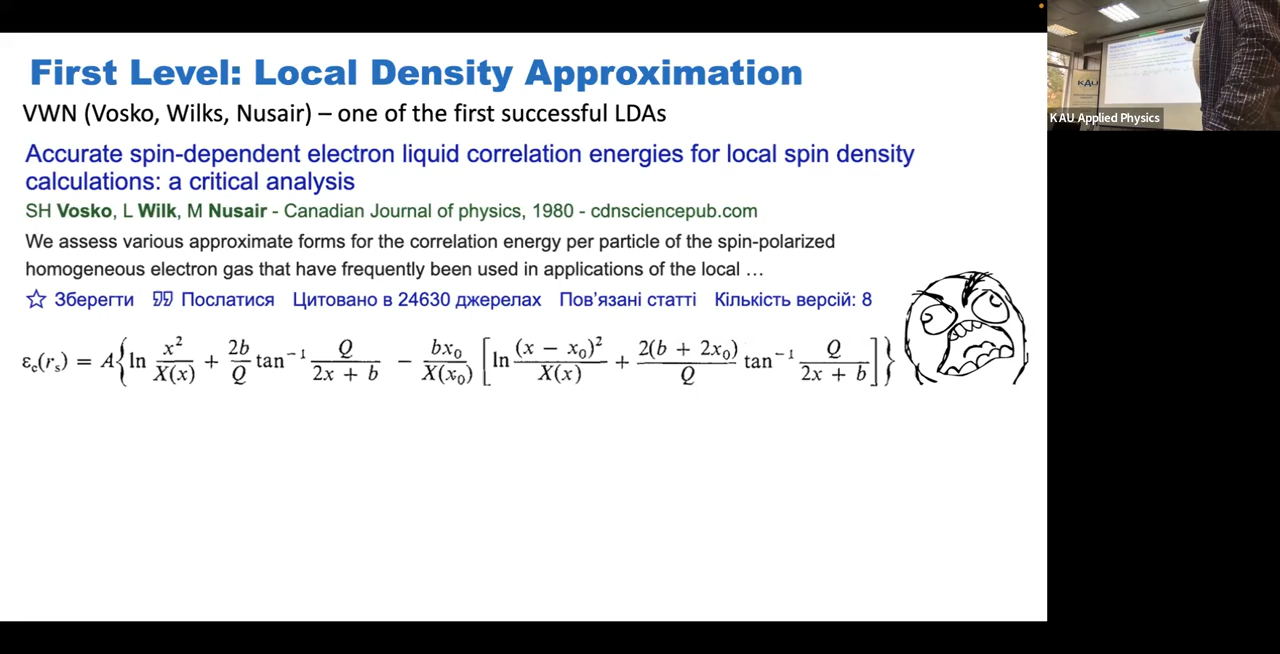 First Level: Local Density Approximation
VWN (Vosko, Wilks, Nusair) – one of the first successful LDAs
Accurate spin-dependent electron liquid correlation energies for local spin density
calculations: a critical analysis
SH Vosko, L Wilk, M Nusair - Canadian Journal of physics, 1980 - cdnsciencepub.com
We assess various approximate forms for the correlation energy per particle of the spin-polarized
homogeneous electron gas that have frequently been used in applications of the local …
Зберегти Послатися Цитовано в 24630 джерелах Пов’язані статті Кількість версій: 8
ε_c(r_s) = A{ln x²/X(x) + 2b/Q tan⁻¹ Q/(2x + b) − bx₀/X(x₀) [ln (x − x₀)²/X(x) + 2(b + 2x₀)/Q tan⁻¹ Q/(2x + b)]}
KAU
KAU Applied Physics